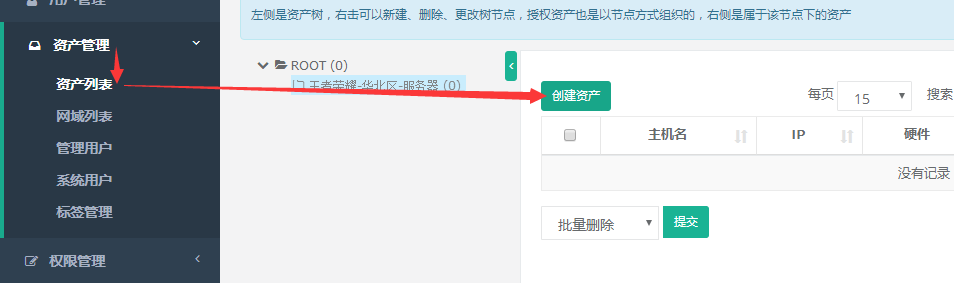 用户管理
左侧是资产树，右击可以新建、删除、更改树节点，授权资产也是以节点方式组织的，右侧是属于该节点下的资产
资产管理
资产列表
网域列表
管理用户
系统用户
标签管理
权限管理
ROOT (0)
王者荣耀-华北区-服务器 (0)
创建资产
每页 15 搜索
主机名 IP 硬件
没有记录
批量删除 提交